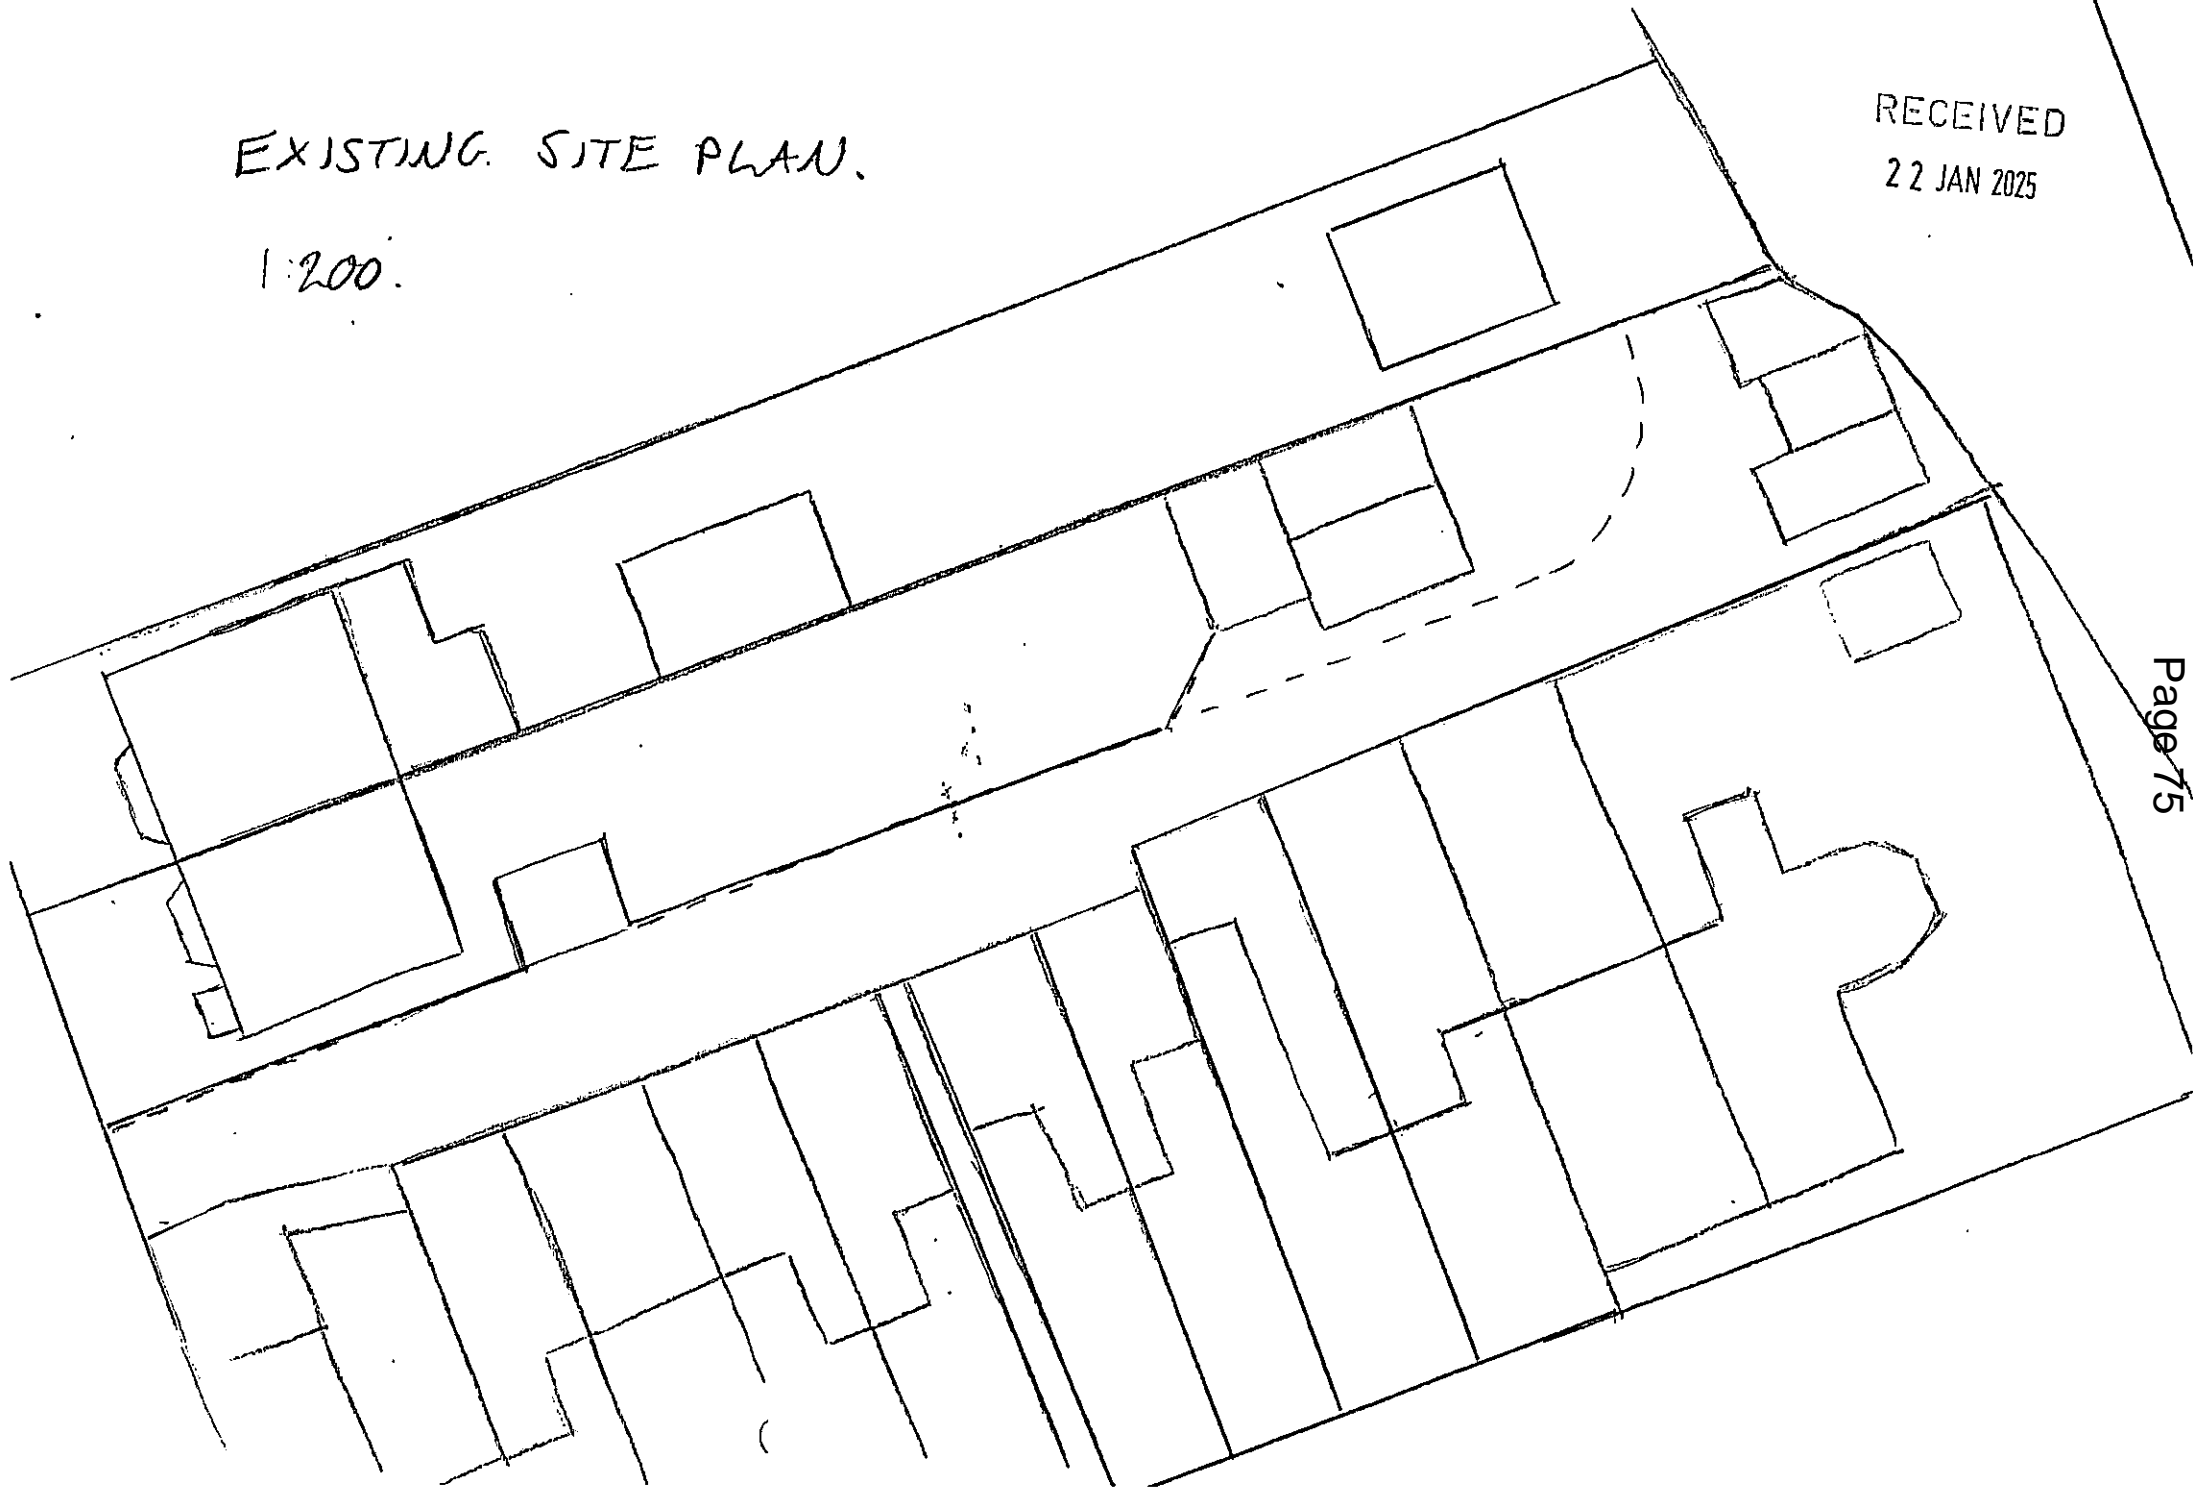 EXISTING SITE PLAN.
1:200.
RECEIVED
22 JAN 2025
Page 75